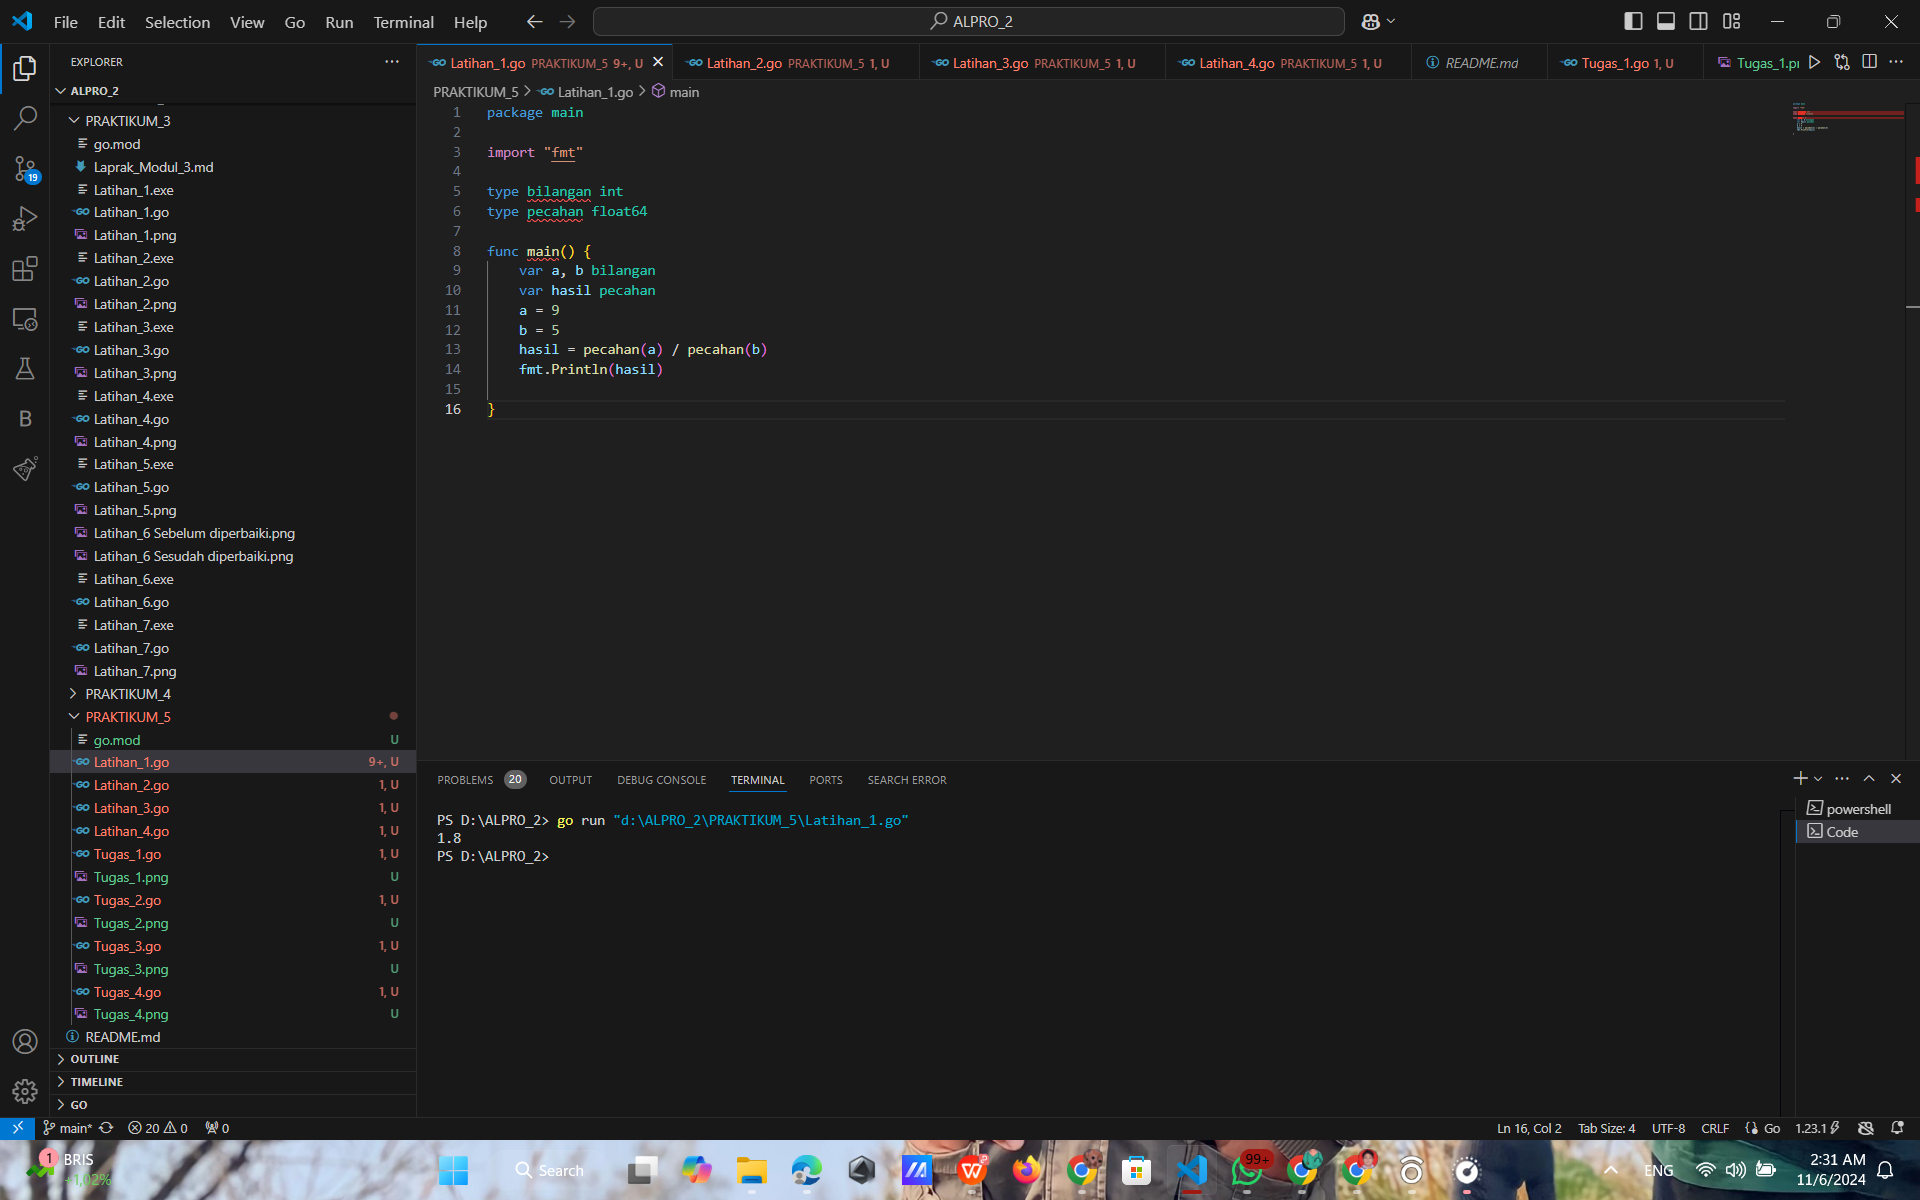 File Edit Selection View Go Run Terminal Help
ALPRO_2
EXPLORER
ALPRO_2
PRAKTIKUM_3
go.mod
Laprak_Modul_3.md
Latihan_1.exe
Latihan_1.go
Latihan_1.png
Latihan_2.exe
Latihan_2.go
Latihan_2.png
Latihan_3.exe
Latihan_3.go
Latihan_3.png
Latihan_4.exe
Latihan_4.go
Latihan_4.png
Latihan_5.exe
Latihan_5.go
Latihan_5.png
Latihan_6 Sebelum diperbaiki.png
Latihan_6 Sesudah diperbaiki.png
Latihan_6.exe
Latihan_6.go
Latihan_7.exe
Latihan_7.go
Latihan_7.png
PRAKTIKUM_4
PRAKTIKUM_5
go.mod U
Latihan_1.go 9+, U
Latihan_2.go 1, U
Latihan_3.go 1, U
Latihan_4.go 1, U
Tugas_1.go 1, U
Tugas_1.png U
Tugas_2.go 1, U
Tugas_2.png U
Tugas_3.go 1, U
Tugas_3.png U
Tugas_4.go 1, U
Tugas_4.png U
README.md
OUTLINE
TIMELINE
GO
19
B
Latihan_1.go PRAKTIKUM_5 9+, U
Latihan_2.go PRAKTIKUM_5 1, U
Latihan_3.go PRAKTIKUM_5 1, U
Latihan_4.go PRAKTIKUM_5 1, U
README.md
Tugas_1.go 1, U
Tugas_1.p
PRAKTIKUM_5 > Latihan_1.go > main
1 package main
2
3 import "fmt"
4
5 type bilangan int
6 type pecahan float64
7
8 func main() {
9 var a, b bilangan
10 var hasil pecahan
11 a = 9
12 b = 5
13 hasil = pecahan(a) / pecahan(b)
14 fmt.Println(hasil)
15
16 }
PROBLEMS 20 OUTPUT DEBUG CONSOLE TERMINAL PORTS SEARCH ERROR
PS D:\ALPRO_2> go run "d:\ALPRO_2\PRAKTIKUM_5\Latihan_1.go"
1.8
PS D:\ALPRO_2>
powershell
Code
main* 20 0 0
Ln 16, Col 2 Tab Size: 4 UTF-8 CRLF Go 1.23.1
1
BRIS
+1,02%
Search
99+
ENG
2:31 AM
11/6/2024